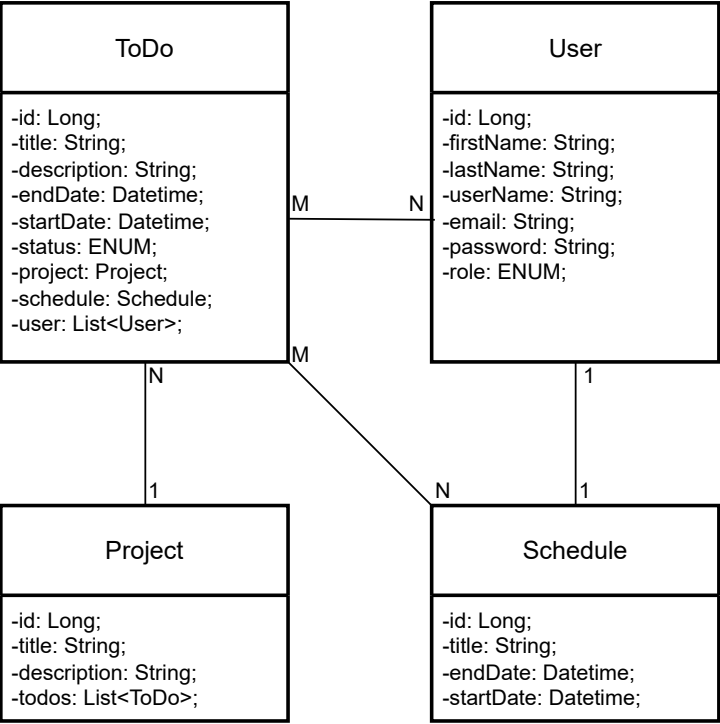 ToDo
-id: Long;
-title: String;
-description: String;
-endDate: Datetime;
-startDate: Datetime;
-status: ENUM;
-project: Project;
-schedule: Schedule;
-user: List<User>;
User
-id: Long;
-firstName: String;
-lastName: String;
-userName: String;
-email: String;
-password: String;
-role: ENUM;
M
N
M
N
N
1
1
1
Project
-id: Long;
-title: String;
-description: String;
-todos: List<ToDo>;
Schedule
-id: Long;
-title: String;
-endDate: Datetime;
-startDate: Datetime;